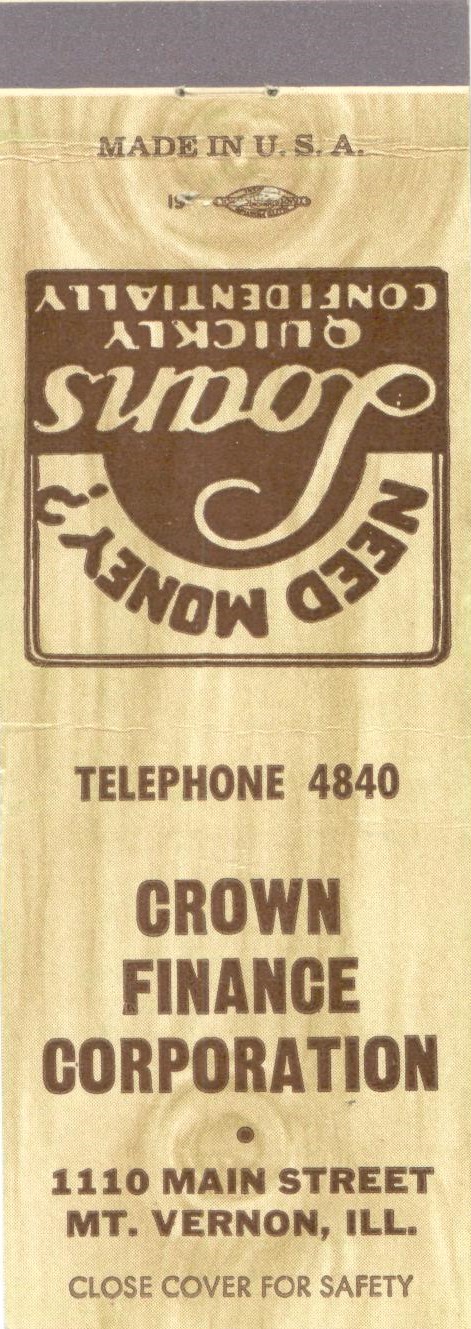 MADE IN U. S. A.
NEED MONEY?
Loans
QUICKLY
CONFIDENTIALLY
TELEPHONE 4840
CROWN
FINANCE
CORPORATION
•
1110 MAIN STREET
MT. VERNON, ILL.
CLOSE COVER FOR SAFETY